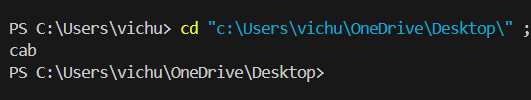 PS C:\Users\vichu> cd "c:\Users\vichu\OneDrive\Desktop\" ;
cab
PS C:\Users\vichu\OneDrive\Desktop>